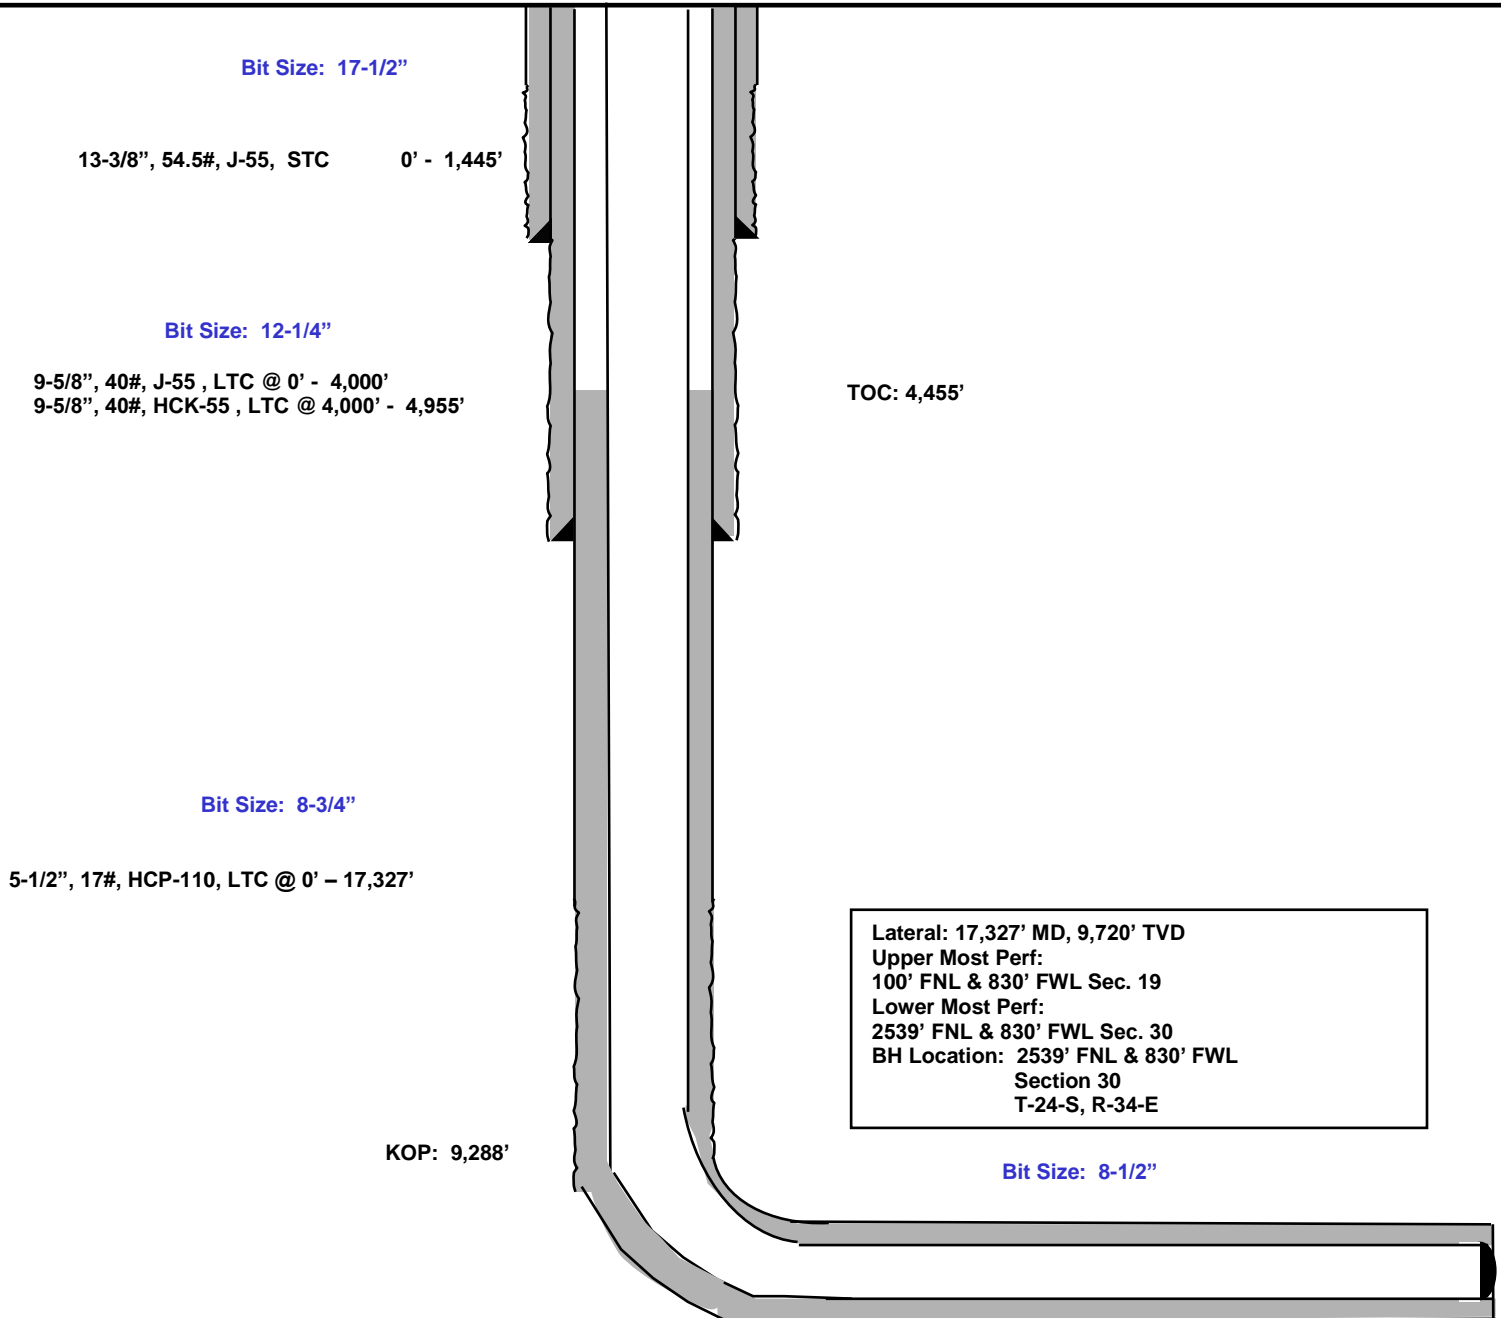 Bit Size: 17-1/2”
13-3/8”, 54.5#, J-55, STC 0’ - 1,445’
Bit Size: 12-1/4”
9-5/8”, 40#, J-55 , LTC @ 0’ - 4,000’
9-5/8”, 40#, HCK-55 , LTC @ 4,000’ - 4,955’
TOC: 4,455’
Bit Size: 8-3/4”
5-1/2”, 17#, HCP-110, LTC @ 0’ – 17,327’
Lateral: 17,327’ MD, 9,720’ TVD
Upper Most Perf:
100’ FNL & 830’ FWL Sec. 19
Lower Most Perf:
2539’ FNL & 830’ FWL Sec. 30
BH Location: 2539’ FNL & 830’ FWL
Section 30
T-24-S, R-34-E
KOP: 9,288’
Bit Size: 8-1/2”